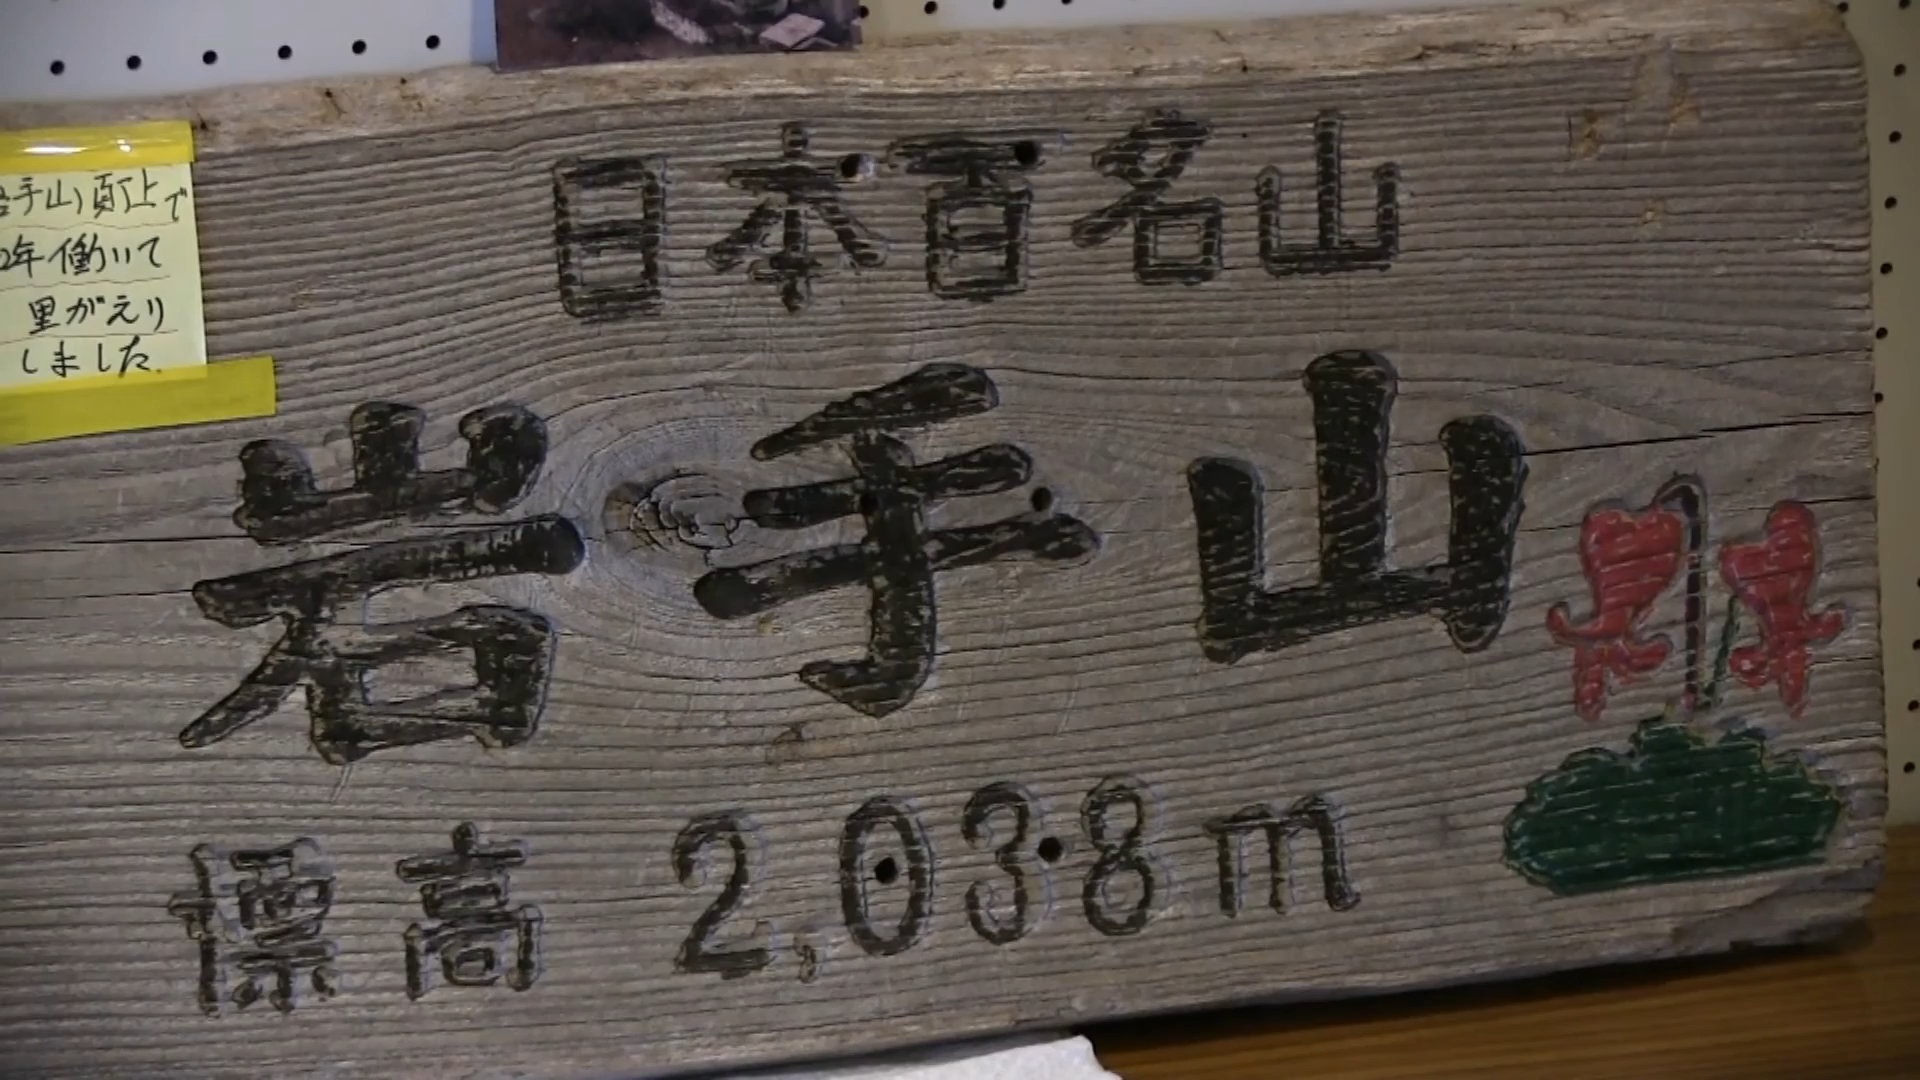 日本百名山
岩手山
標高 2,038m
手山頂上で
年働いて
里がえり
しました.